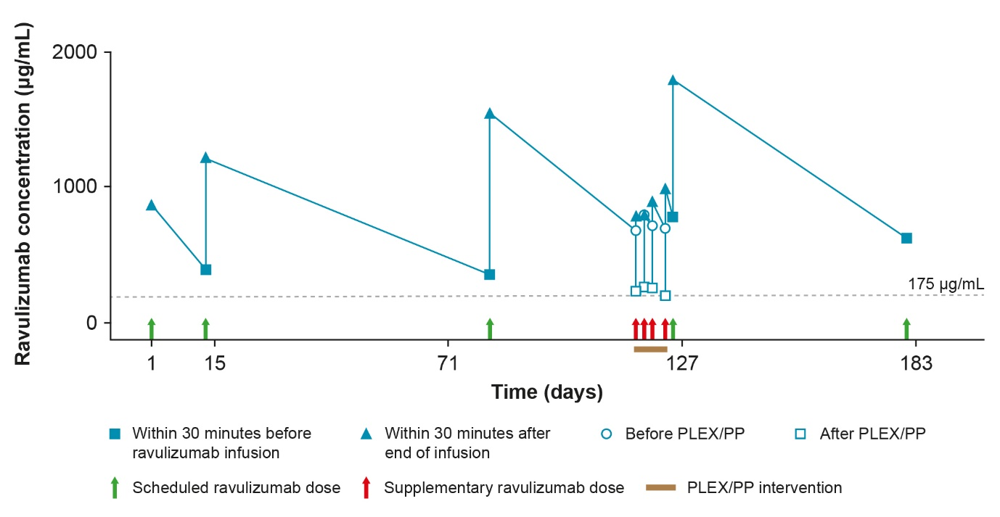 Ravulizumab concentration (µg/mL)
2000
1000
0
175 µg/mL
1
15
71
127
183
Time (days)
Within 30 minutes before
ravulizumab infusion
Within 30 minutes after
end of infusion
Before PLEX/PP
After PLEX/PP
Scheduled ravulizumab dose
Supplementary ravulizumab dose
PLEX/PP intervention